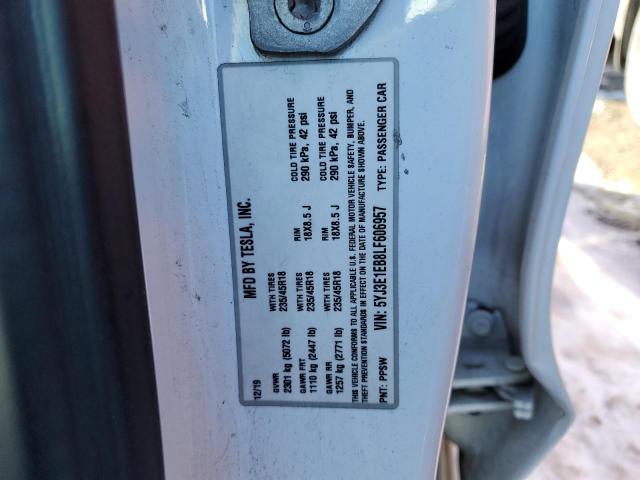 MFD BY TESLA, INC.
12/19
GVWR WITH TIRES RIM COLD TIRE PRESSURE
2301 kg (5072 lb) 235/45R18 18X8.5 J 290 kPa, 42 psi
GAWR FRT WITH TIRES RIM COLD TIRE PRESSURE
1110 kg (2447 lb) 235/45R18 18X8.5 J 290 kPa, 42 psi
GAWR RR WITH TIRES
1257 kg (2771 lb) 235/45R18
THIS VEHICLE CONFORMS TO ALL APPLICABLE U.S. FEDERAL MOTOR VEHICLE SAFETY, BUMPER, AND
THEFT PREVENTION STANDARDS IN EFFECT ON THE DATE OF MANUFACTURE SHOWN ABOVE.
VIN: 5YJ3E1EB8LF606957
PNT: PPSW TYPE: PASSENGER CAR